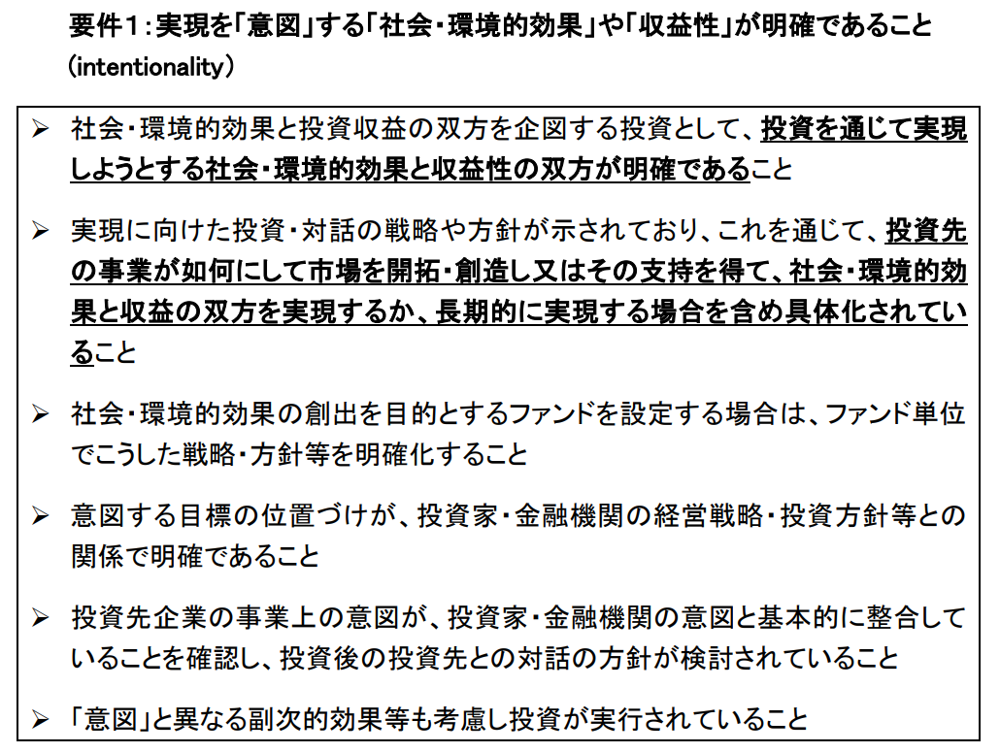 要件1:実現を「意図」する「社会・環境的効果」や「収益性」が明確であること
(intentionality)
➢ 社会・環境的効果と投資収益の双方を企図する投資として、投資を通じて実現
しようとする社会・環境的効果と収益性の双方が明確であること
➢ 実現に向けた投資・対話の戦略や方針が示されており、これを通じて、投資先
の事業が如何にして市場を開拓・創造し又はその支持を得て、社会・環境的効
果と収益の双方を実現するか、長期的に実現する場合を含め具体化されてい
ること
➢ 社会・環境的効果の創出を目的とするファンドを設定する場合は、ファンド単位
でこうした戦略・方針等を明確化すること
➢ 意図する目標の位置づけが、投資家・金融機関の経営戦略・投資方針等との
関係で明確であること
➢ 投資先企業の事業上の意図が、投資家・金融機関の意図と基本的に整合して
いることを確認し、投資後の投資先との対話の方針が検討されていること
➢ 「意図」と異なる副次的効果等も考慮し投資が実行されていること